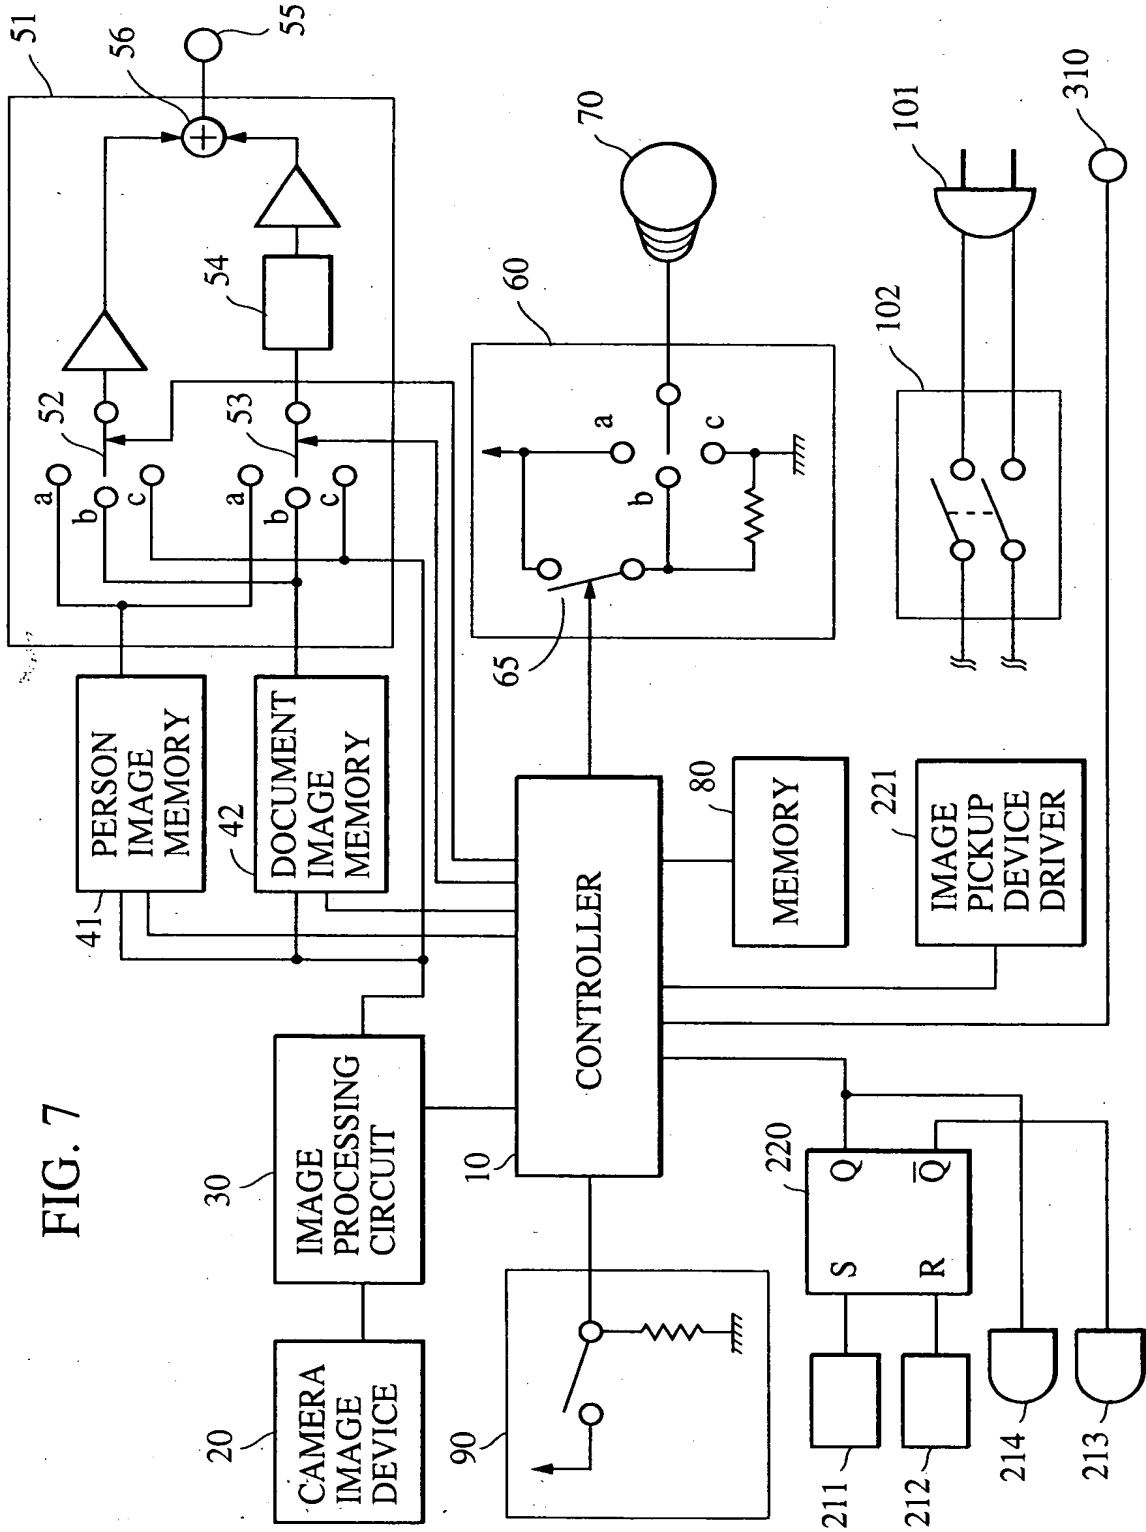 FIG. 7
20
CAMERA
IMAGE
DEVICE
30
IMAGE
PROCESSING
CIRCUIT
41
PERSON
IMAGE
MEMORY
42
DOCUMENT
IMAGE
MEMORY
51
52
a
b
c
53
a
b
c
54
56
55
90
10
CONTROLLER
65
60
a
b
c
70
80
MEMORY
211
212
214
213
220
S
R
Q
Q̅
221
IMAGE
PICKUP
DEVICE
DRIVER
102
101
310